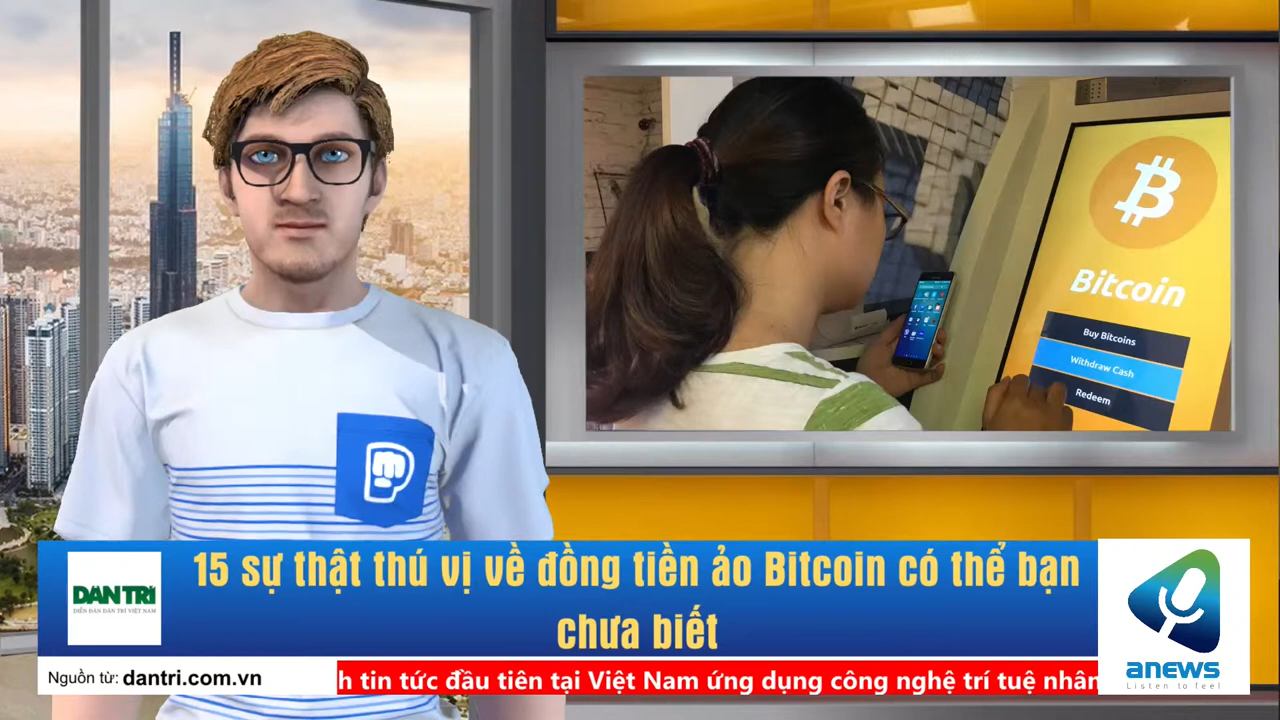 Bitcoin
Buy Bitcoins
Withdraw Cash
Redeem
15 sự thật thú vị về đồng tiền ảo Bitcoin có thể bạn
chưa biết
DÂN TRÍ
DIỄN ĐÀN DÂN TRÍ VIỆT NAM
Nguồn từ: dantri.com.vn
h tin tức đầu tiên tại Việt Nam ứng dụng công nghệ trí tuệ nhân
anews
Listen to feel